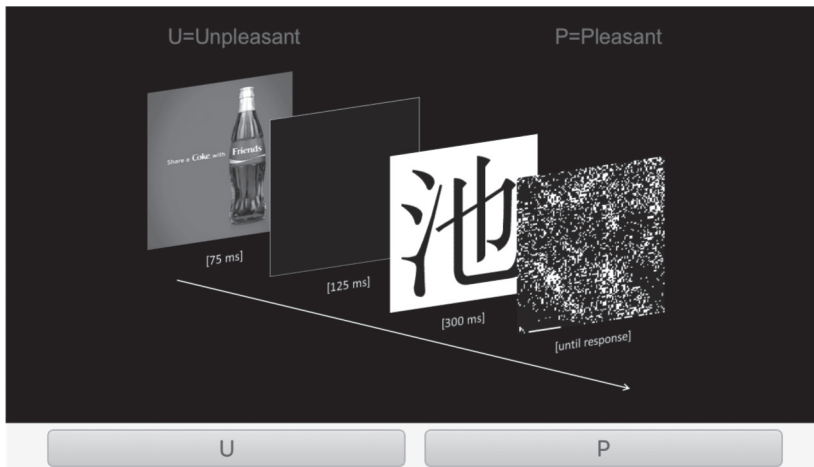 U=Unpleasant
P=Pleasant
Share a Coke with Friends
[75 ms]
[125 ms]
池
[300 ms]
[until response]
U
P